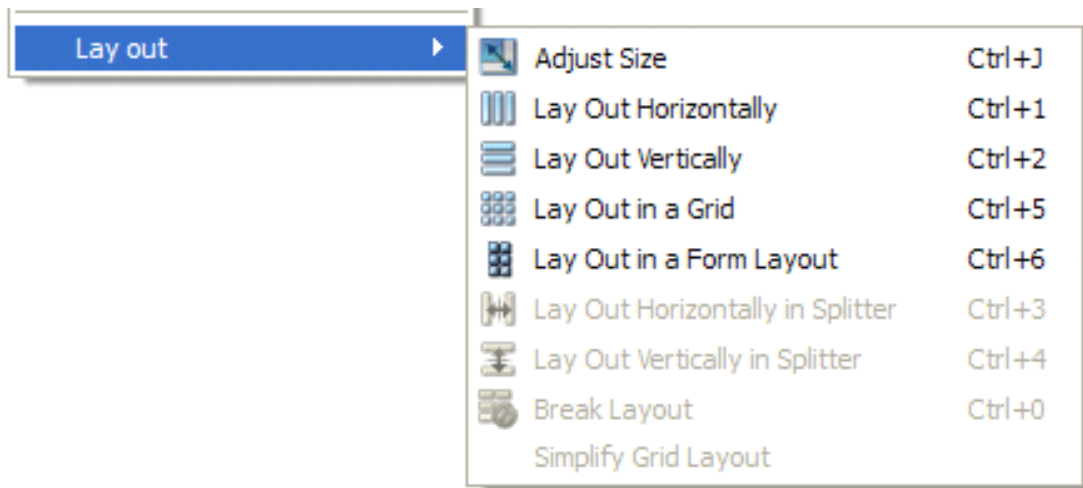 Lay out
Adjust Size Ctrl+J
Lay Out Horizontally Ctrl+1
Lay Out Vertically Ctrl+2
Lay Out in a Grid Ctrl+5
Lay Out in a Form Layout Ctrl+6
Lay Out Horizontally in Splitter Ctrl+3
Lay Out Vertically in Splitter Ctrl+4
Break Layout Ctrl+0
Simplify Grid Layout